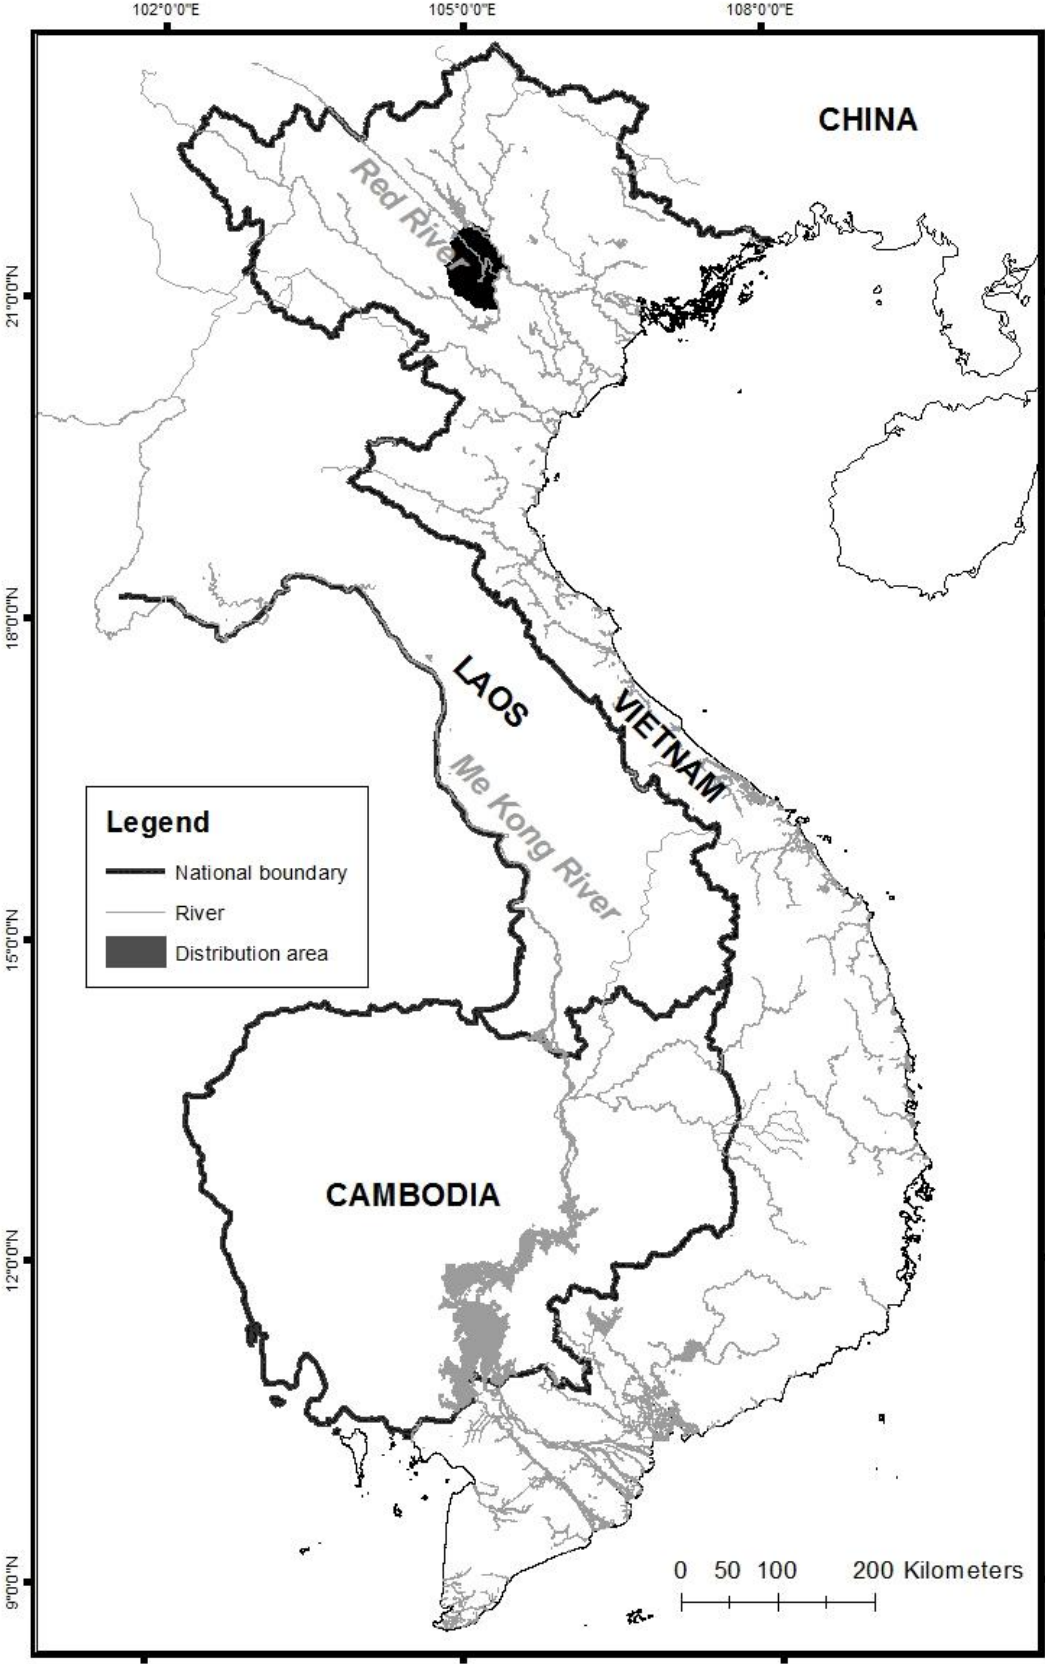 102°0'0"E 105°0'0"E 108°0'0"E
CHINA
Red River
21°0'0"N
18°0'0"N
LAOS
VIETNAM
Me Kong River
Legend
National boundary
River
Distribution area
15°0'0"N
CAMBODIA
12°0'0"N
9°0'0"N
0 50 100 200 Kilometers